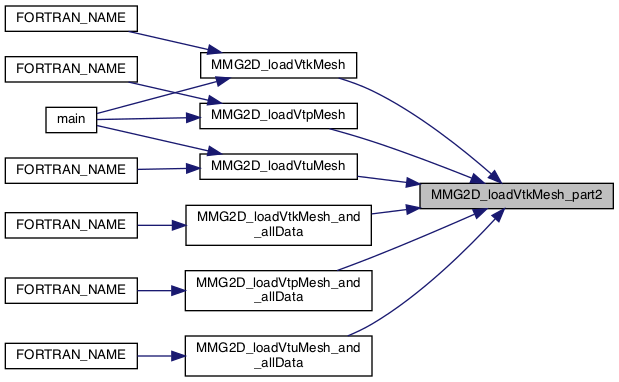 FORTRAN_NAME
MMG2D_loadVtkMesh
FORTRAN_NAME
MMG2D_loadVtpMesh
main
MMG2D_loadVtuMesh
FORTRAN_NAME
MMG2D_loadVtkMesh_part2
MMG2D_loadVtkMesh_and
_allData
FORTRAN_NAME
MMG2D_loadVtpMesh_and
_allData
FORTRAN_NAME
MMG2D_loadVtuMesh_and
_allData
FORTRAN_NAME